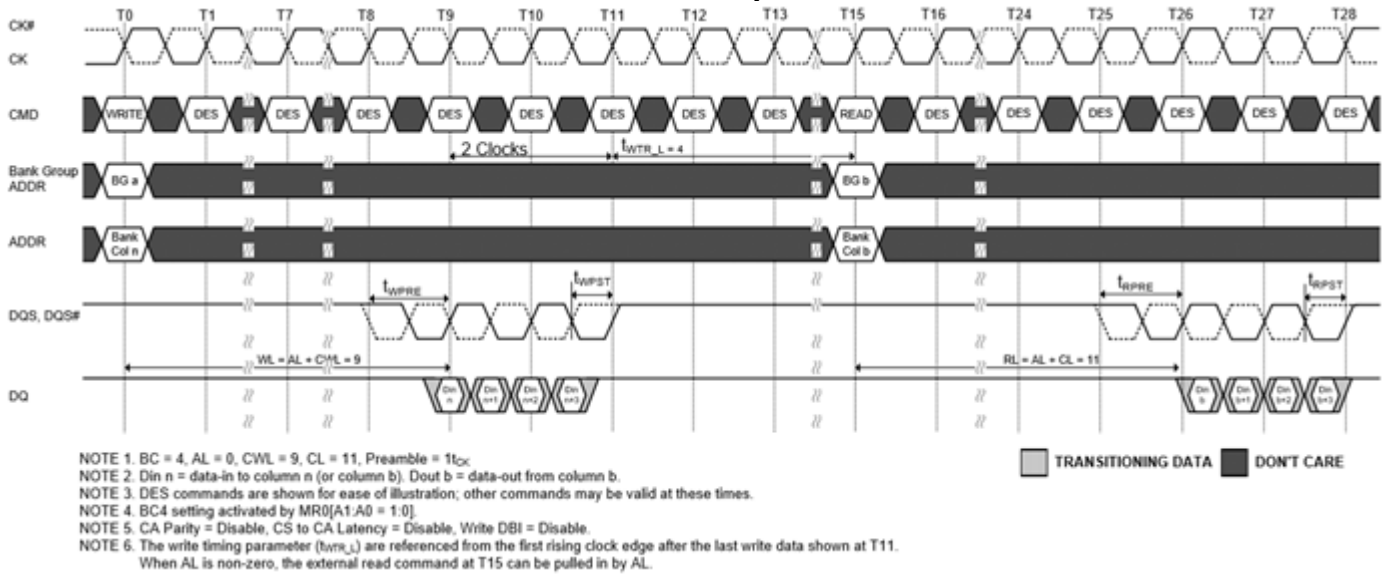 T0 T1 T7 T8 T9 T10 T11 T12 T13 T15 T16 T24 T25 T26 T27 T28
CK#
CK
CMD WRITE DES DES DES DES DES DES DES DES READ DES DES DES DES DES DES
2 Clocks tWTR_L = 4
Bank Group
ADDR BG a BG b
ADDR Bank
Col n Bank
Col b
tWPRE tWPST tRPRE tRPST
DQS, DQS#
WL = AL + CWL = 9 RL = AL + CL = 11
DQ Din
n Din
n+1 Din
n+2 Din
n+3 Din
b Din
b+1 Din
b+2 Din
b+3
NOTE 1. BC = 4, AL = 0, CWL = 9, CL = 11, Preamble = 1tCK
NOTE 2. Din n = data-in to column n (or column b). Dout b = data-out from column b.
NOTE 3. DES commands are shown for ease of illustration; other commands may be valid at these times.
NOTE 4. BC4 setting activated by MR0[A1:A0 = 1:0].
NOTE 5. CA Parity = Disable, CS to CA Latency = Disable, Write DBI = Disable.
NOTE 6. The write timing parameter (tWTR_L) are referenced from the first rising clock edge after the last write data shown at T11.
When AL is non-zero, the external read command at T15 can be pulled in by AL.
TRANSITIONING DATA DON'T CARE